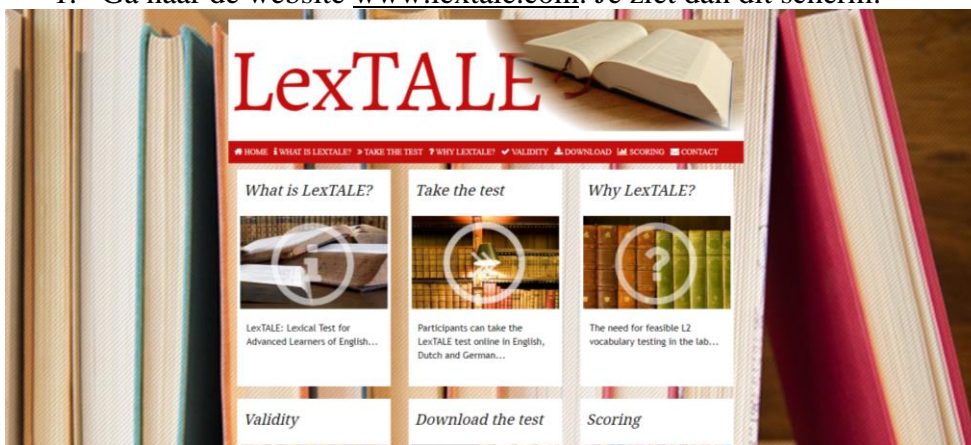 1. Ga naar de website www.lextale.com. Je ziet dan dit scherm:
LexTALE
HOME WHAT IS LEXTALE? TAKE THE TEST WHY LEXTALE? VALIDITY DOWNLOAD SCORING CONTACT
What is LexTALE?
Take the test
Why LexTALE?
LexTALE: Lexical Test for
Advanced Learners of English...
Participants can take the
LexTALE test online in English,
Dutch and German...
The need for feasible L2
vocabulary testing in the lab...
Validity
Download the test
Scoring